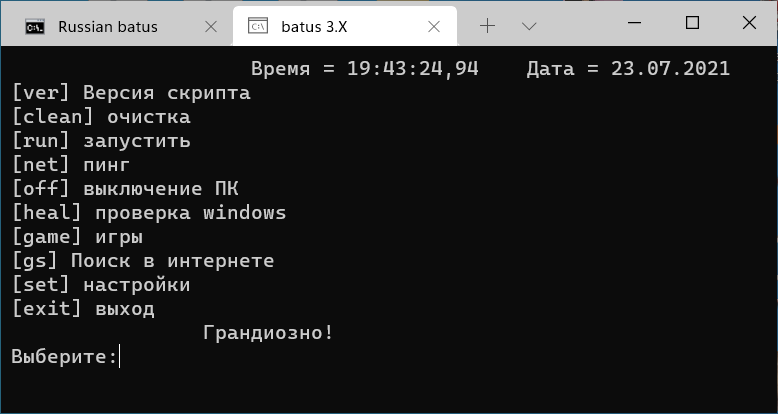 Russian batus
batus 3.X
Время = 19:43:24,94 Дата = 23.07.2021
[ver] Версия скрипта
[clean] очистка
[run] запустить
[net] пинг
[off] выключение ПК
[heal] проверка windows
[game] игры
[gs] Поиск в интернете
[set] настройки
[exit] выход
Грандиозно!
Выберите: